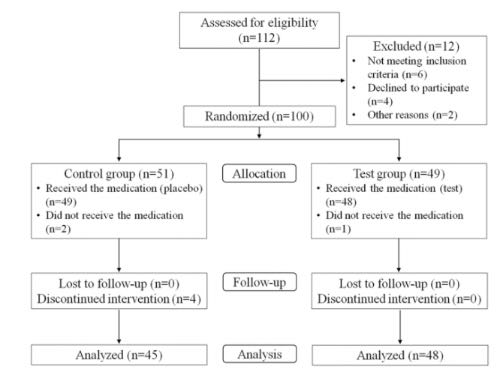 Assessed for eligibility
(n=112)
Excluded (n=12)
• Not meeting inclusion
criteria (n=6)
• Declined to participate
(n=4)
• Other reasons (n=2)
Randomized (n=100)
Control group (n=51)
• Received the medication (placebo)
(n=49)
• Did not receive the medication
(n=2)
Allocation
Test group (n=49)
• Received the medication (test)
(n=48)
• Did not receive the medication
(n=1)
Lost to follow-up (n=0)
Discontinued intervention (n=4)
Follow-up
Lost to follow-up (n=0)
Discontinued intervention (n=0)
Analyzed (n=45)
Analysis
Analyzed (n=48)